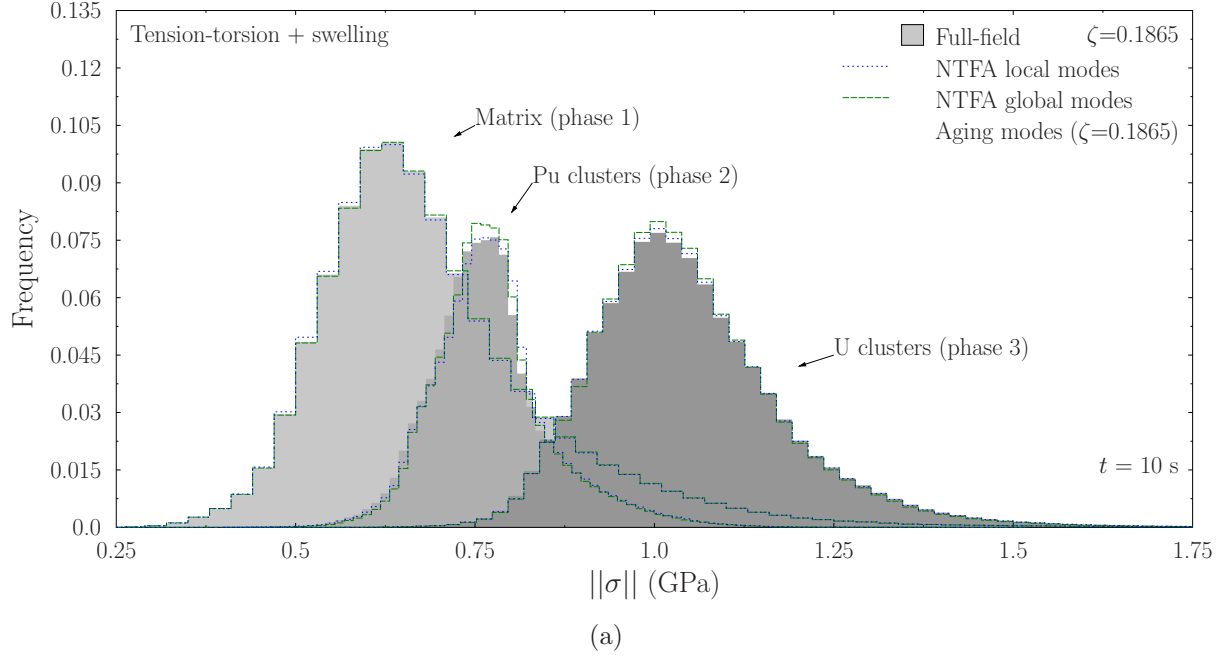 0.135
Tension-torsion + swelling
Full-field
ζ=0.1865
0.12
NTFA local modes
NTFA global modes
0.105
Matrix (phase 1)
Aging modes (ζ=0.1865)
0.09
Pu clusters (phase 2)
0.075
Frequency
0.06
0.045
U clusters (phase 3)
0.03
0.015
t = 10 s
0.0
0.25
0.5
0.75
1.0
1.25
1.5
1.75
||σ|| (GPa)
(a)